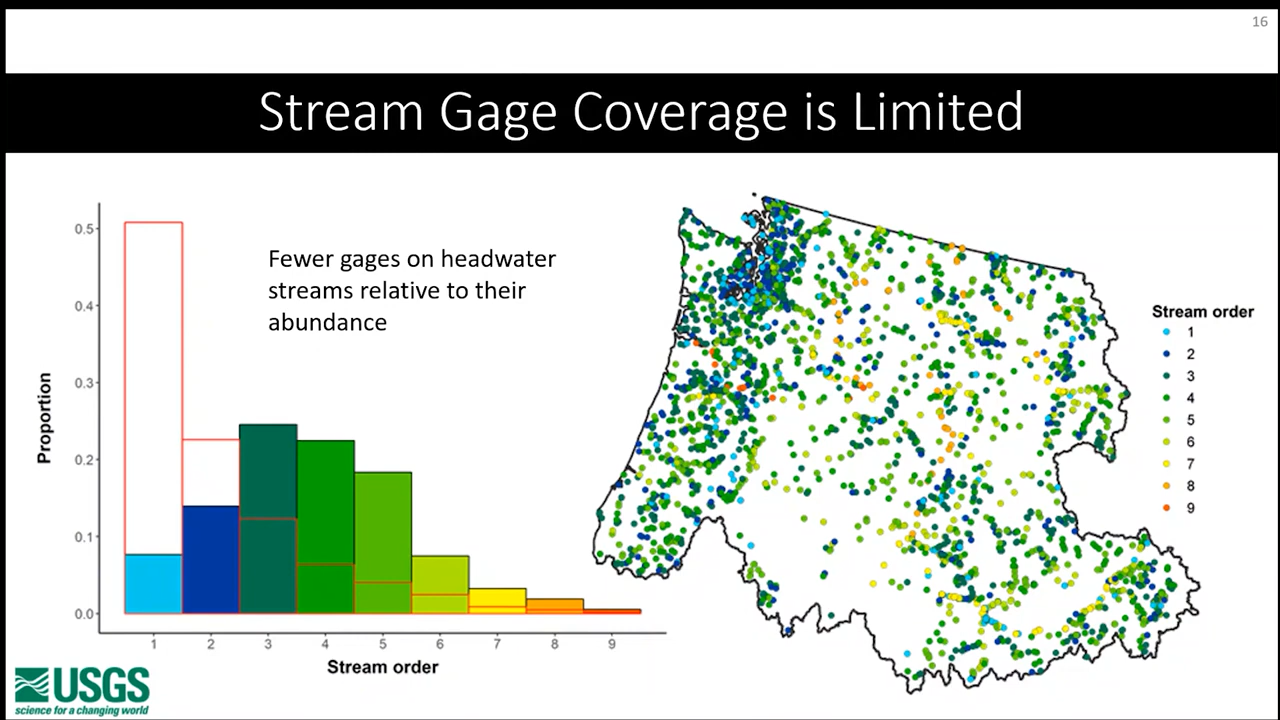 16
Stream Gage Coverage is Limited
Fewer gages on headwater
streams relative to their
abundance
Proportion
0.5
0.4
0.3
0.2
0.1
0.0
1 2 3 4 5 6 7 8 9
Stream order
Stream order
1
2
3
4
5
6
7
8
9
USGS
science for a changing world